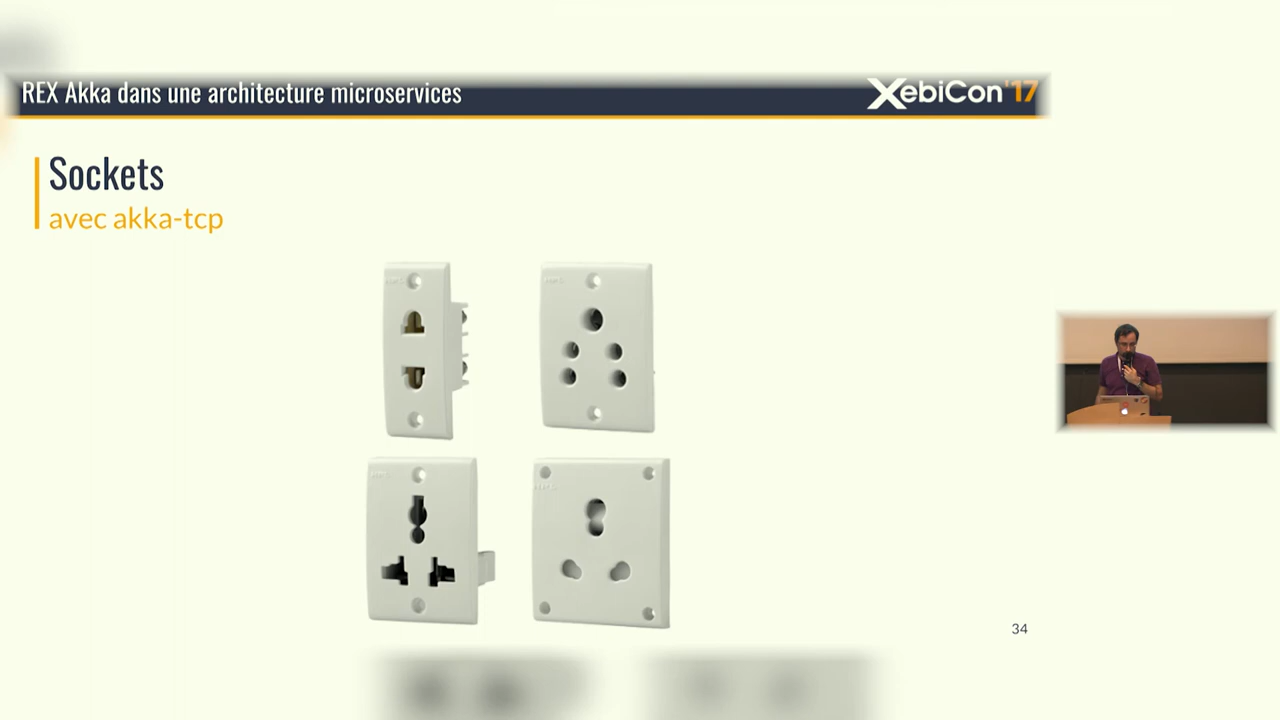 REX Akka dans une architecture microservices
XebiCon'17
Sockets
avec akka-tcp
34